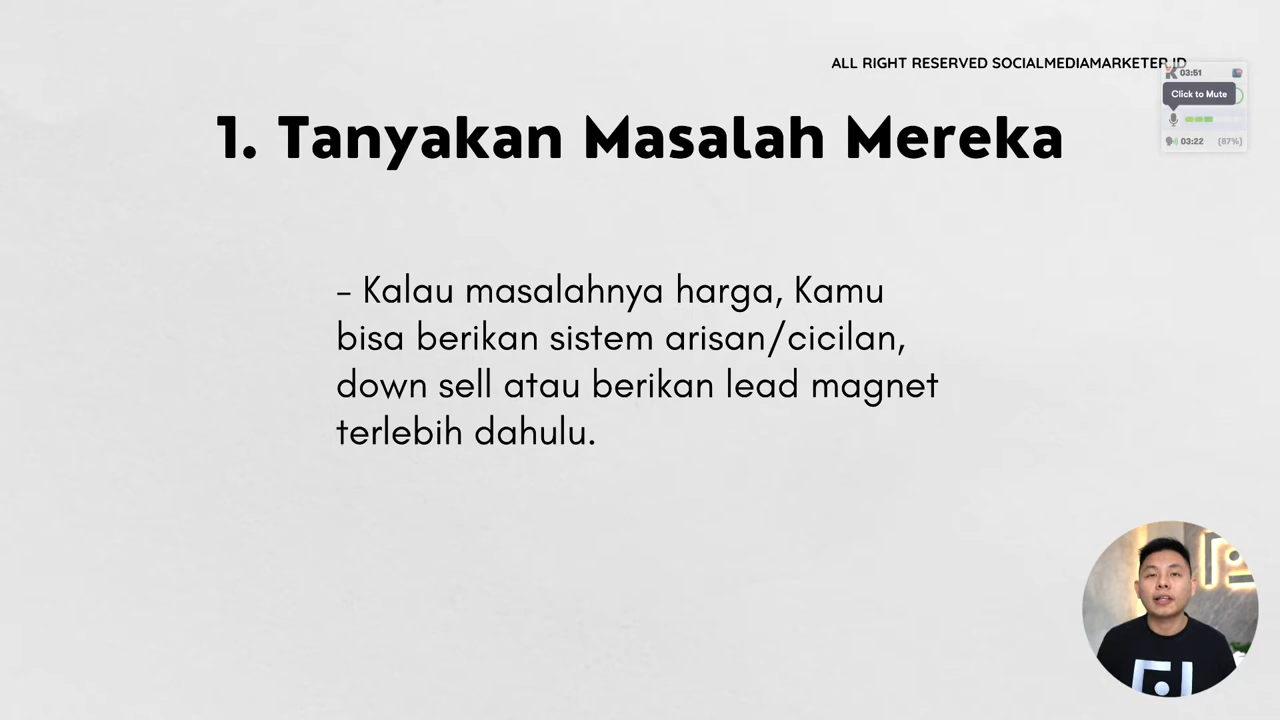 ALL RIGHT RESERVED SOCIALMEDIAMARKETER.ID
03:51
Click to Mute
1. Tanyakan Masalah Mereka
03:22 (87%)
- Kalau masalahnya harga, Kamu
bisa berikan sistem arisan/cicilan,
down sell atau berikan lead magnet
terlebih dahulu.